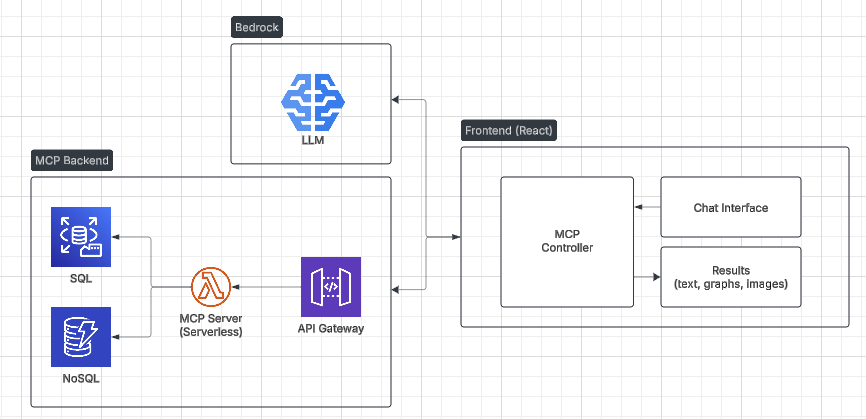 Bedrock
LLM
Frontend (React)
MCP
Controller
Chat Interface
Results
(text, graphs, images)
MCP Backend
SQL
NoSQL
MCP Server
(Serverless)
API Gateway